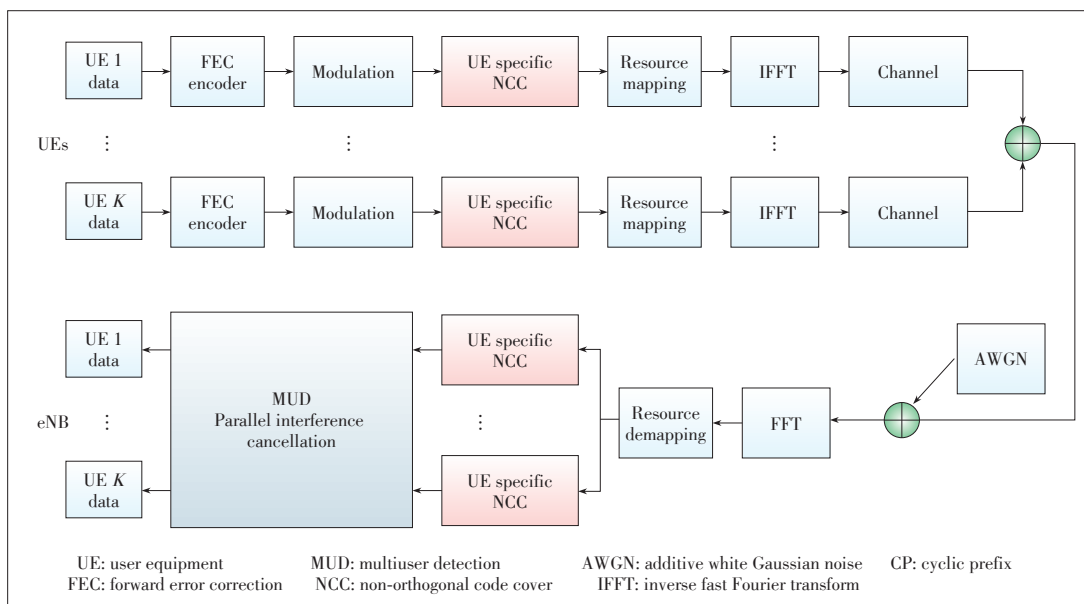 UE 1
data
FEC
encoder
Modulation
UE specific
NCC
Resource
mapping
IFFT
Channel
UEs
⋮
⋮
⋮
UE K
data
FEC
encoder
Modulation
UE specific
NCC
Resource
mapping
IFFT
Channel
UE 1
data
MUD
Parallel interference
cancellation
UE specific
NCC
Resource
demapping
FFT
AWGN
eNB
⋮
⋮
UE K
data
UE specific
NCC
UE: user equipment
MUD: multiuser detection
AWGN: additive white Gaussian noise
CP: cyclic prefix
FEC: forward error correction
NCC: non-orthogonal code cover
IFFT: inverse fast Fourier transform